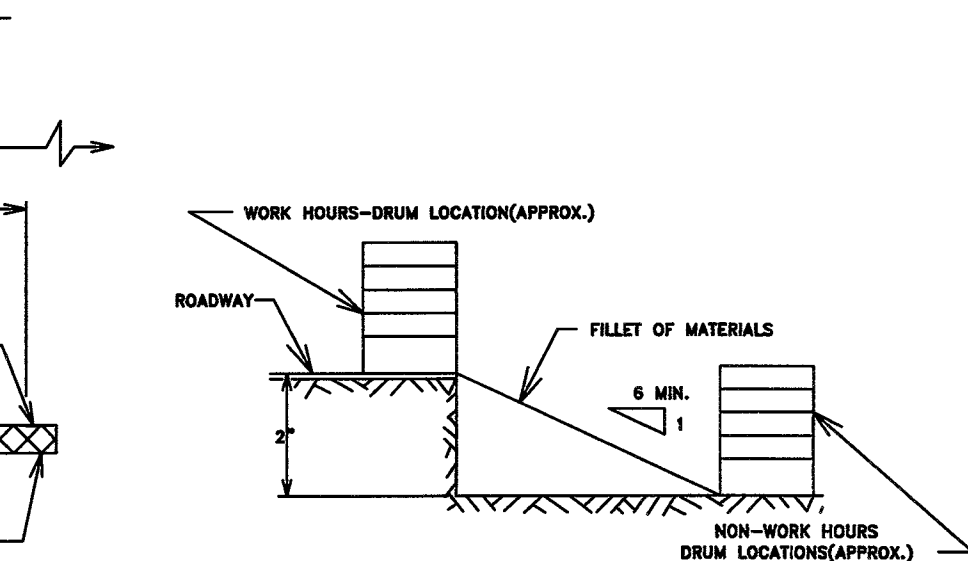 WORK HOURS-DRUM LOCATION(APPROX.)
ROADWAY
FILLET OF MATERIALS
6 MIN.
1
2"
NON-WORK HOURS
DRUM LOCATIONS(APPROX.)